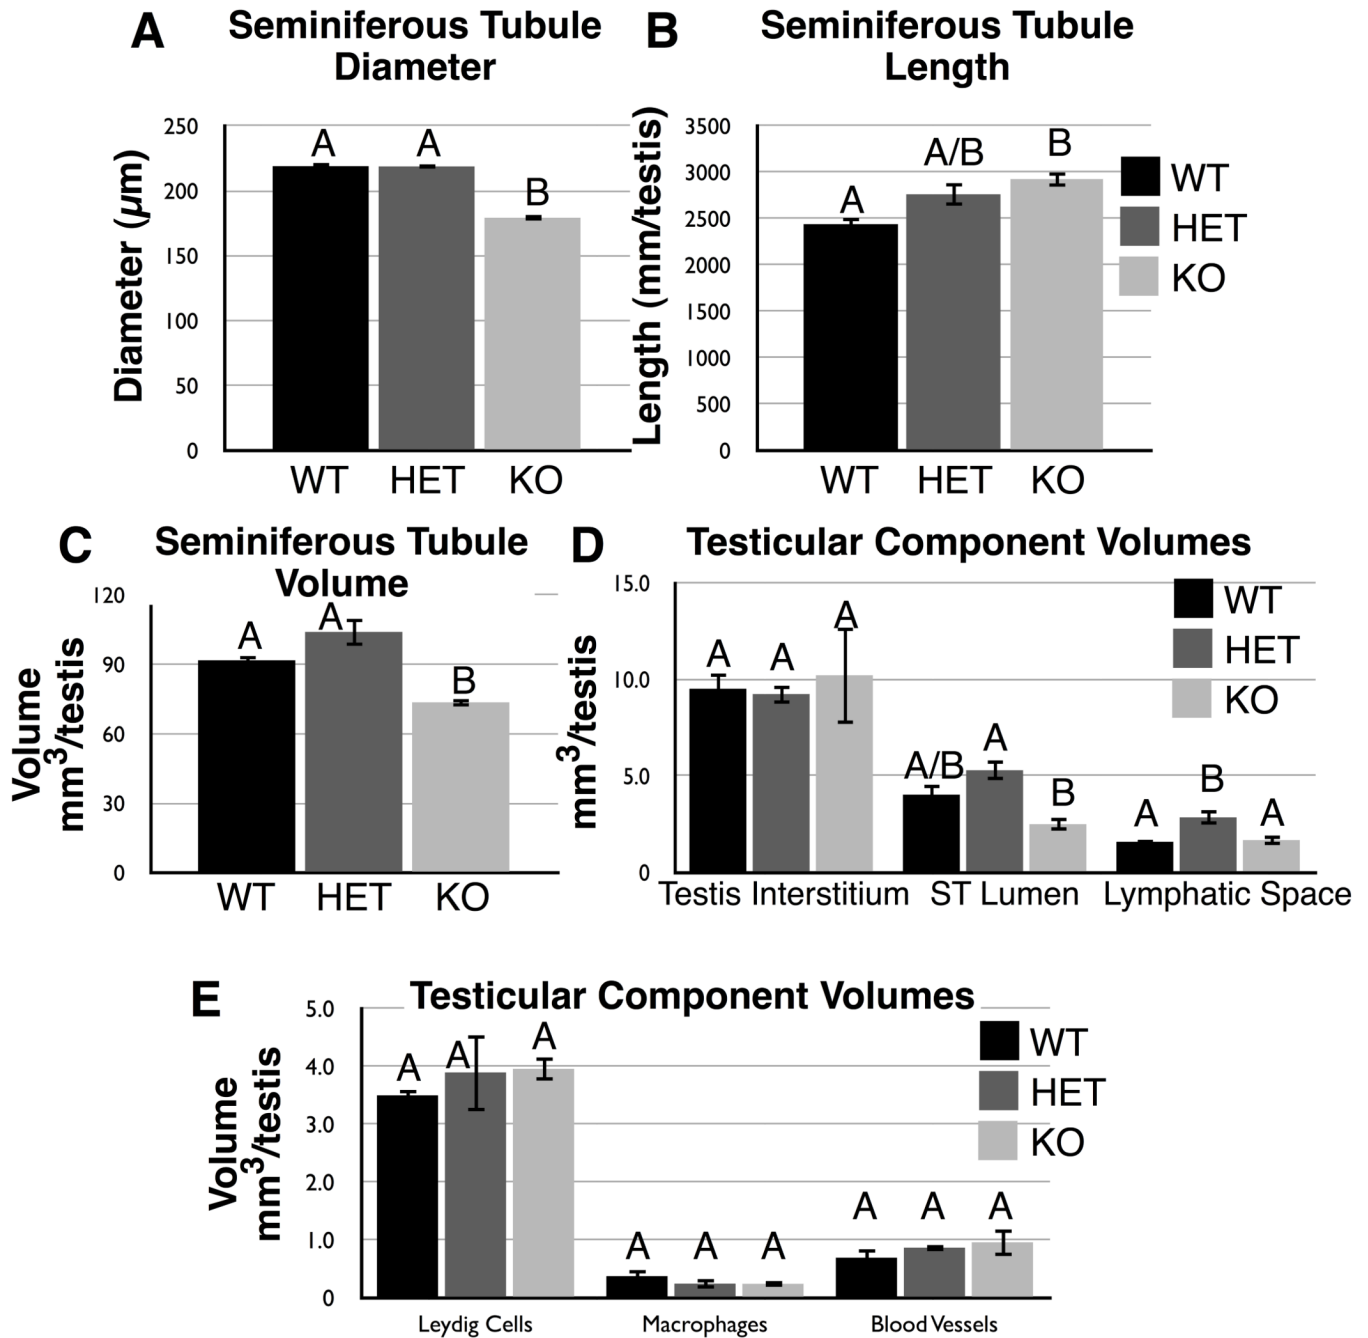 A
Seminiferous Tubule
Diameter
Diameter (µm)
250
200
150
100
50
0
A
A
B
WT
HET
KO
B
Seminiferous Tubule
Length
Length (mm/testis)
3500
3000
2500
2000
1500
1000
500
0
A
A/B
B
WT
HET
KO
WT
HET
KO
C
Seminiferous Tubule
Volume
Volume
mm³/testis
120
90
60
30
0
A
A
B
WT
HET
KO
D
Testicular Component Volumes
mm³/testis
15.0
10.0
5.0
0
A
A
A
A/B
A
B
A
B
A
Testis Interstitium
ST Lumen
Lymphatic Space
WT
HET
KO
E
Testicular Component Volumes
Volume
mm³/testis
5.0
4.0
3.0
2.0
1.0
0
A
A
A
A
A
A
A
A
A
Leydig Cells
Macrophages
Blood Vessels
WT
HET
KO